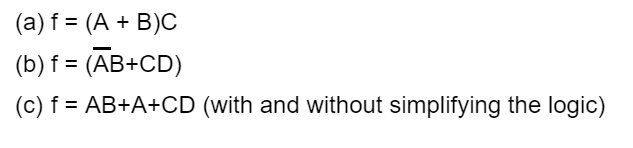 (a) f = (A + B)C
(b) f = (A̅B+CD)
(c) f = AB+A+CD (with and without simplifying the logic)